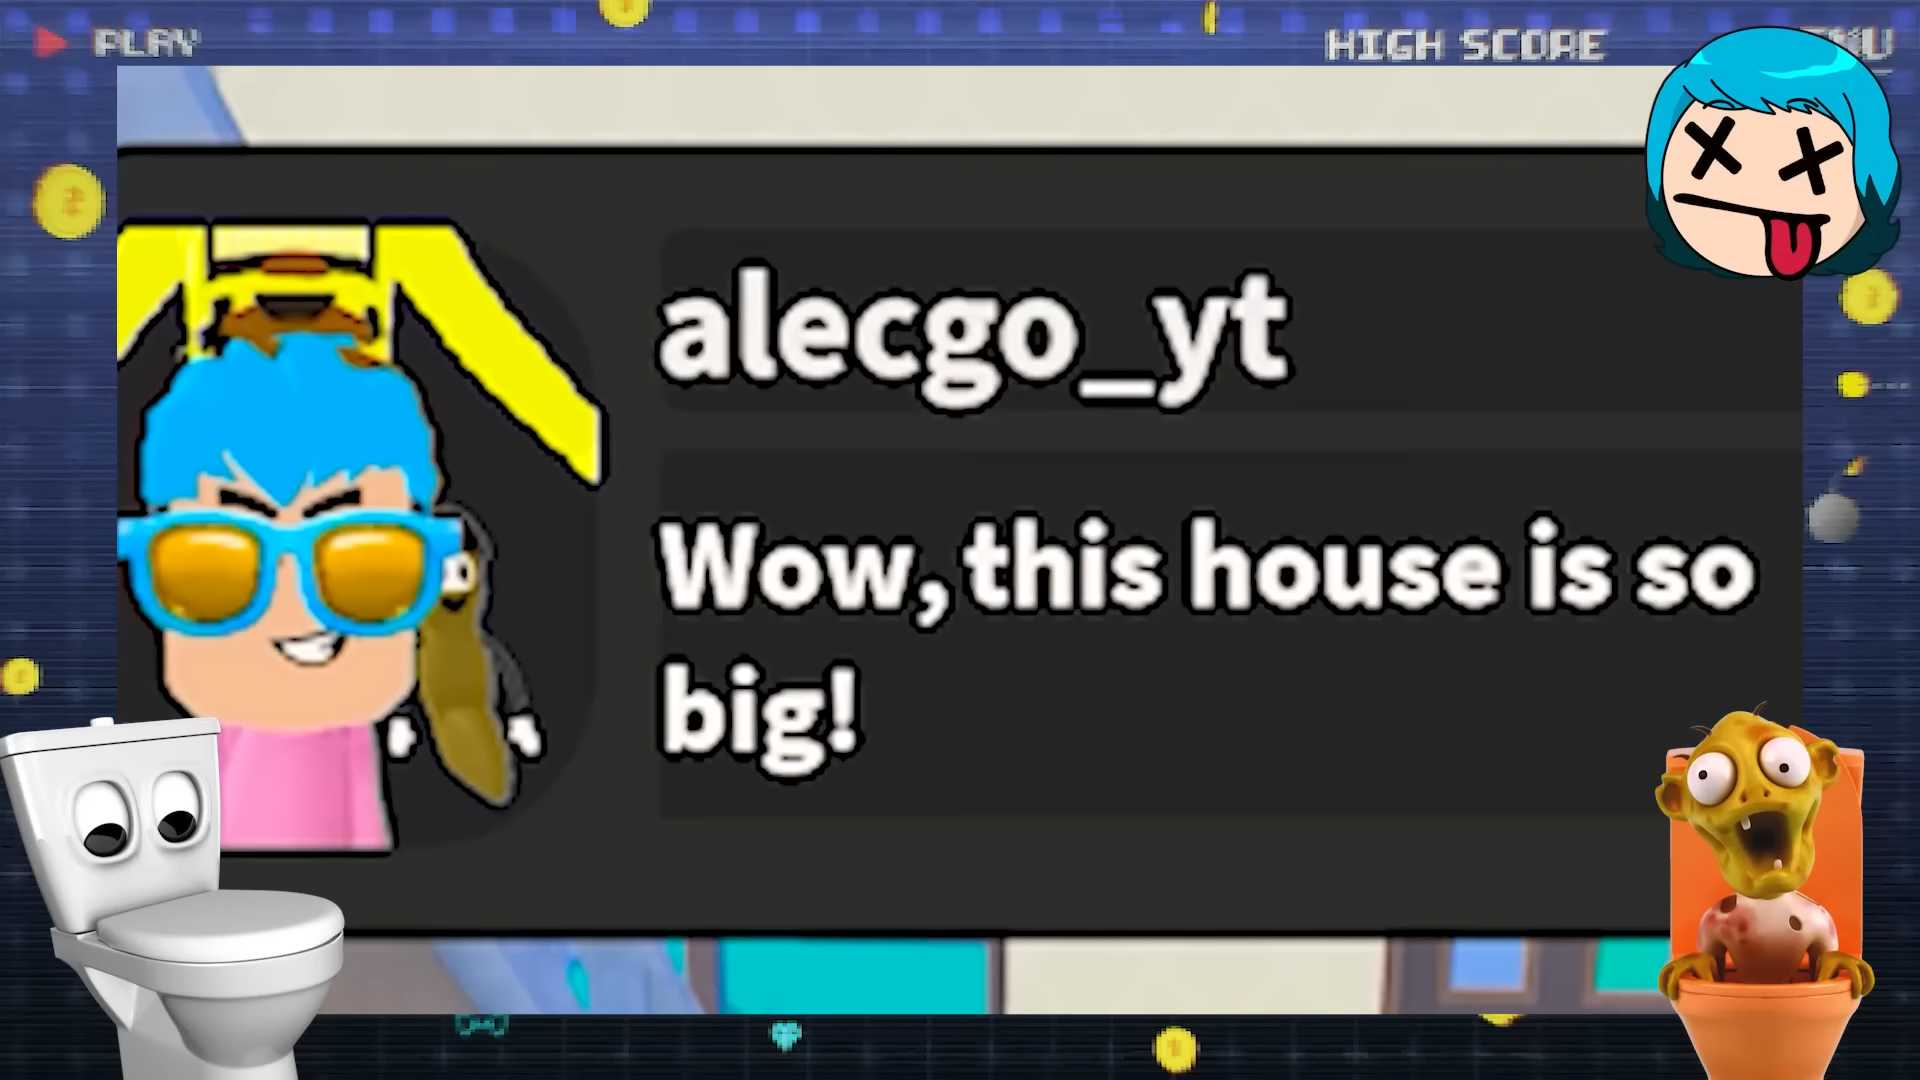 PLAY
HIGH SCORE
alecgo_yt
Wow, this house is so
big!